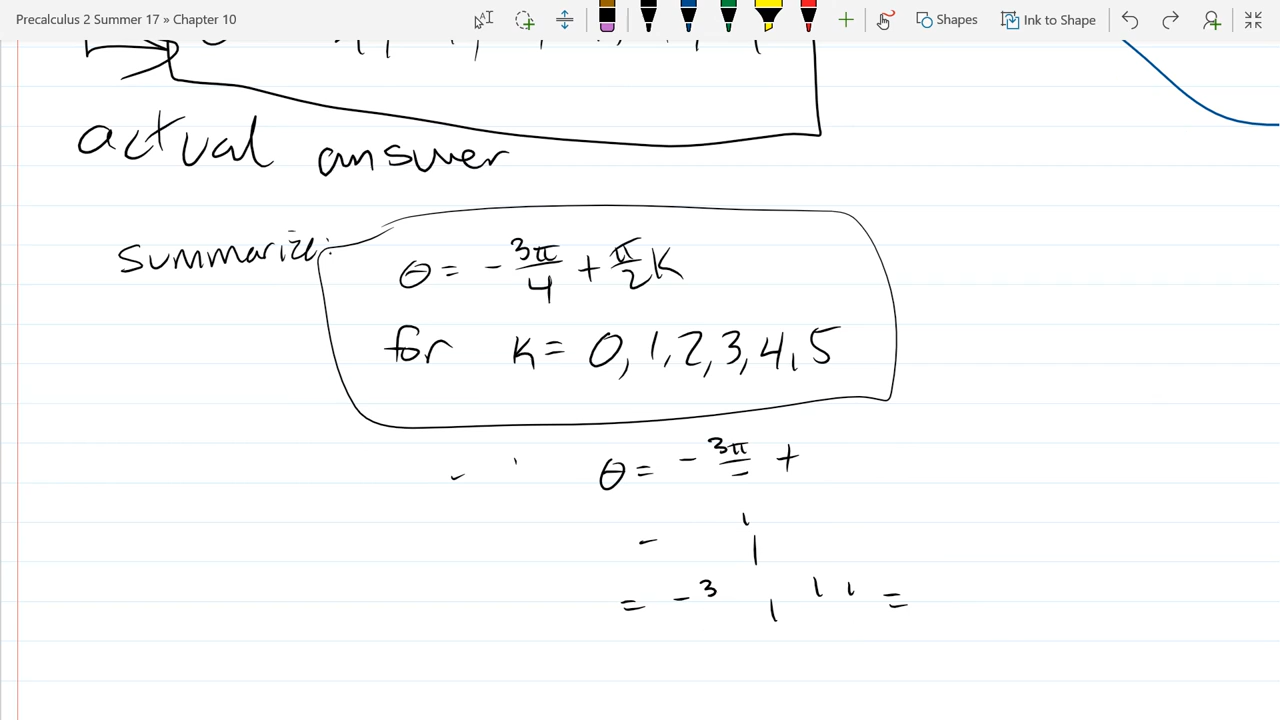 Precalculus 2 Summer 17 » Chapter 10
Shapes
Ink to Shape
actual answer
summarize:
θ = - 3π/4 + π/2 K
for K = 0, 1, 2, 3, 4, 5
θ = - 3π +
-
= - 3 =